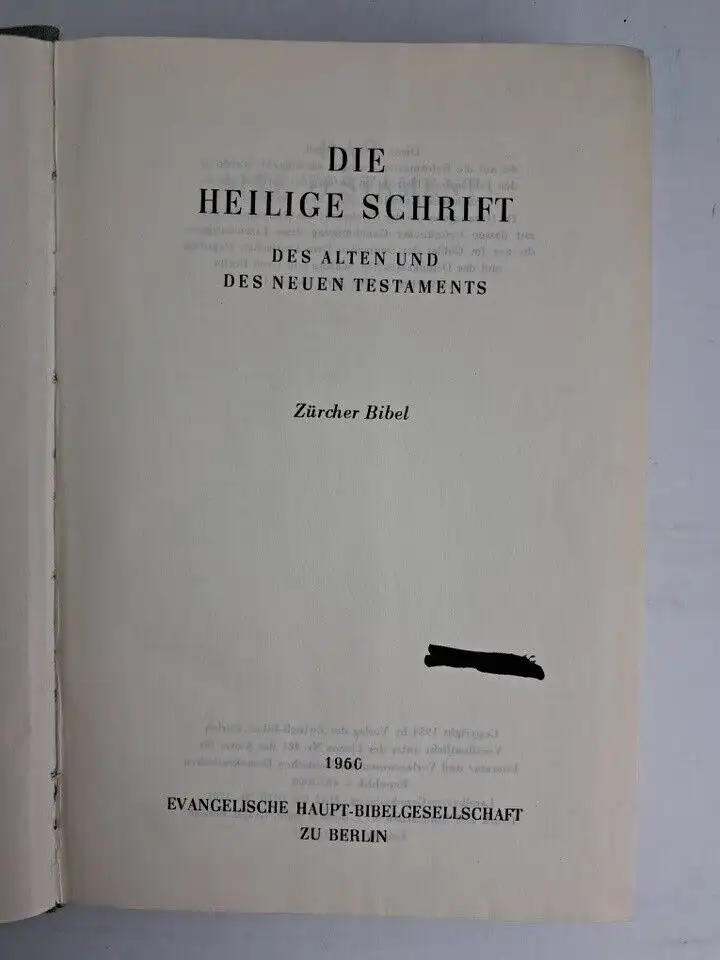 DIE
HEILIGE SCHRIFT
DES ALTEN UND
DES NEUEN TESTAMENTS
Zürcher Bibel
1960
EVANGELISCHE HAUPT-BIBELGESELLSCHAFT
ZU BERLIN